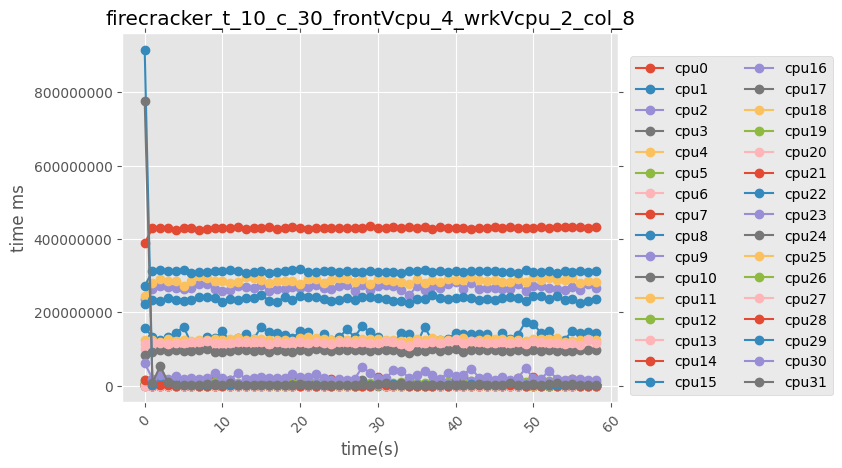 firecracker_t_10_c_30_frontVcpu_4_wrkVcpu_2_col_8
time ms
800000000
600000000
400000000
200000000
0
0
10
20
30
40
50
60
time(s)
cpu0
cpu1
cpu2
cpu3
cpu4
cpu5
cpu6
cpu7
cpu8
cpu9
cpu10
cpu11
cpu12
cpu13
cpu14
cpu15
cpu16
cpu17
cpu18
cpu19
cpu20
cpu21
cpu22
cpu23
cpu24
cpu25
cpu26
cpu27
cpu28
cpu29
cpu30
cpu31